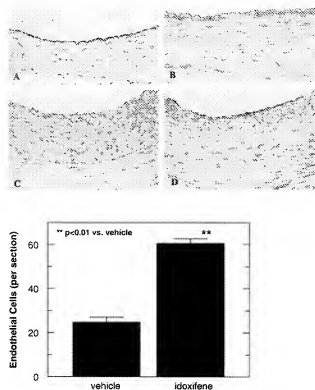 A
B
C
D
** p<0.01 vs. vehicle
**
Endothelial Cells (per section)
60
40
20
0
vehicle
idoxifene